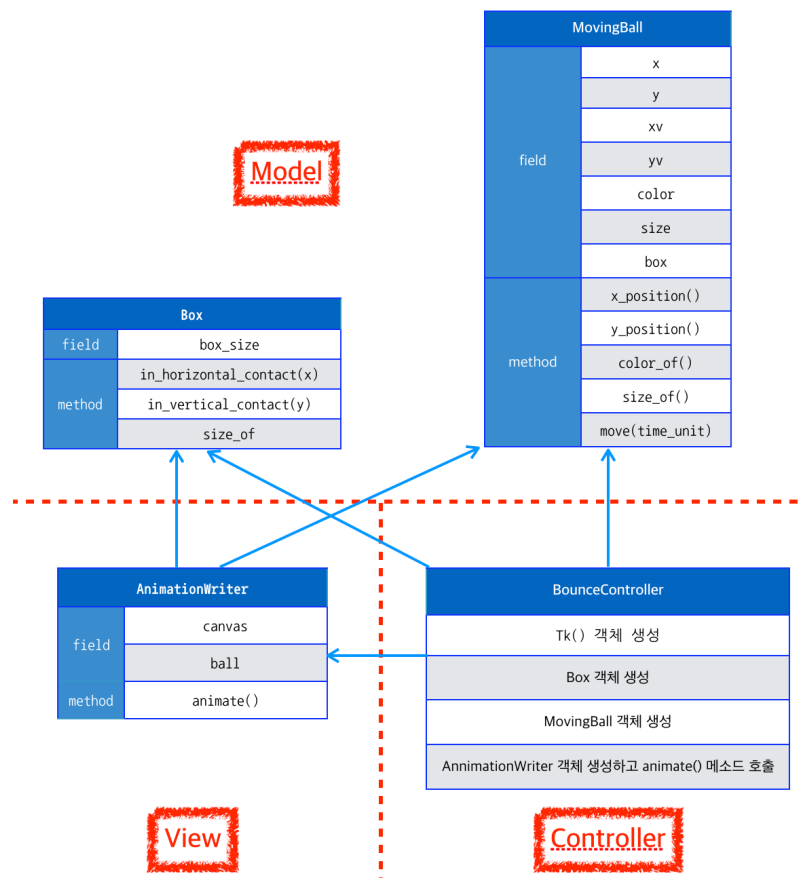 MovingBall
field
x
y
xv
yv
color
size
box
method
x_position()
y_position()
color_of()
size_of()
move(time_unit)
Model
Box
field
box_size
method
in_horizontal_contact(x)
in_vertical_contact(y)
size_of
AnimationWriter
field
canvas
ball
method
animate()
BounceController
Tk() 객체 생성
Box 객체 생성
MovingBall 객체 생성
AnnimationWriter 객체 생성하고 animate() 메소드 호출
View
Controller